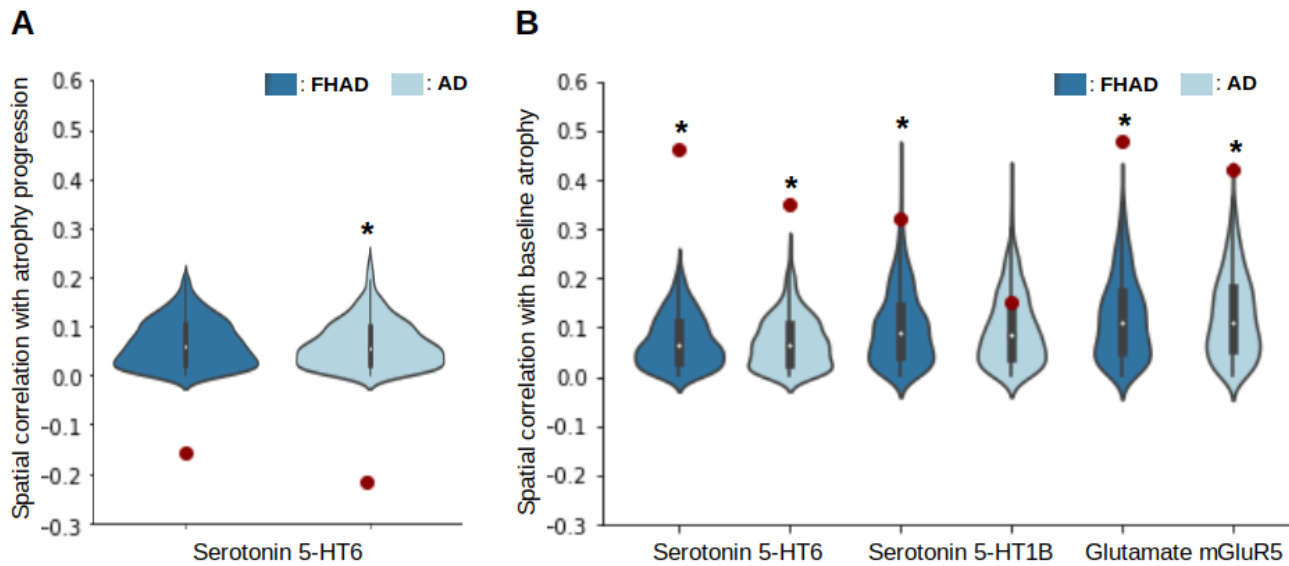 A
Spatial correlation with atrophy progression
: FHAD : AD
0.6
0.5
0.4
0.3
0.2
0.1
0.0
-0.1
-0.2
-0.3
*
Serotonin 5-HT6
B
Spatial correlation with baseline atrophy
: FHAD : AD
0.6
0.5
0.4
0.3
0.2
0.1
0.0
-0.1
-0.2
-0.3
* * * * *
Serotonin 5-HT6 Serotonin 5-HT1B Glutamate mGluR5